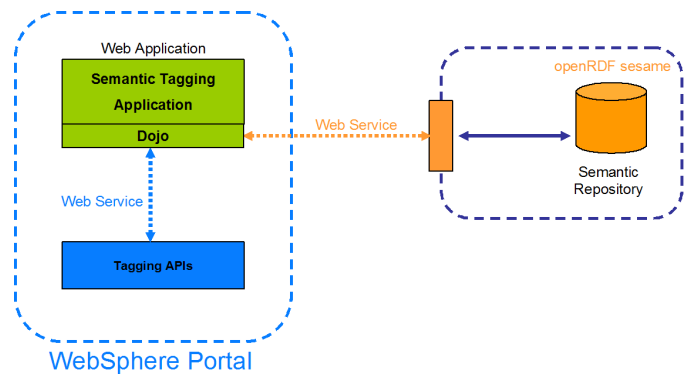 Web Application
Semantic Tagging
Application
Dojo
Web Service
Tagging APIs
WebSphere Portal
Web Service
openRDF sesame
Semantic
Repository